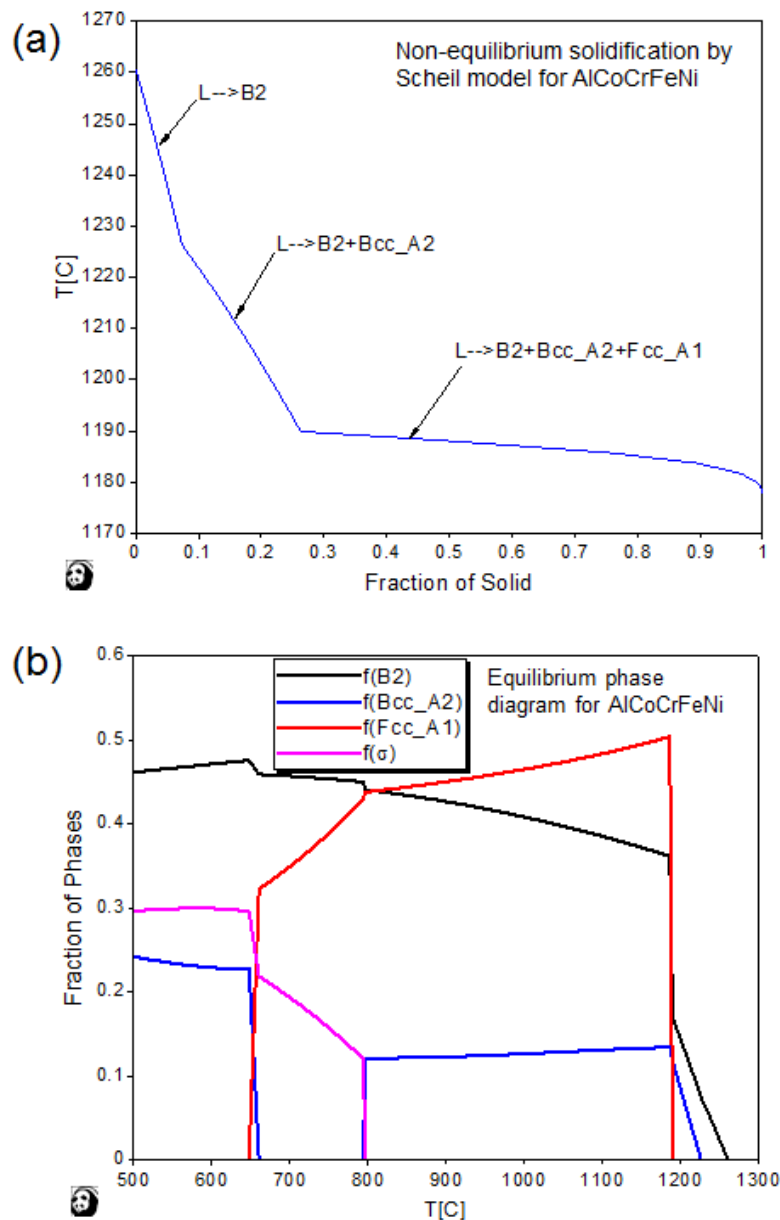 (a)
Non-equilibrium solidification by
Scheil model for AlCoCrFeNi
1270
1260
1250
1240
1230
1220
1210
1200
1190
1180
1170
T[C]
L-->B2
L-->B2+Bcc_A2
L-->B2+Bcc_A2+Fcc_A1
0 0.1 0.2 0.3 0.4 0.5 0.6 0.7 0.8 0.9 1
Fraction of Solid
(b)
f(B2)
f(Bcc_A2)
f(Fcc_A1)
f(σ)
Equilibrium phase
diagram for AlCoCrFeNi
0.6
0.5
0.4
0.3
0.2
0.1
0
Fraction of Phases
500 600 700 800 900 1000 1100 1200 1300
T[C]